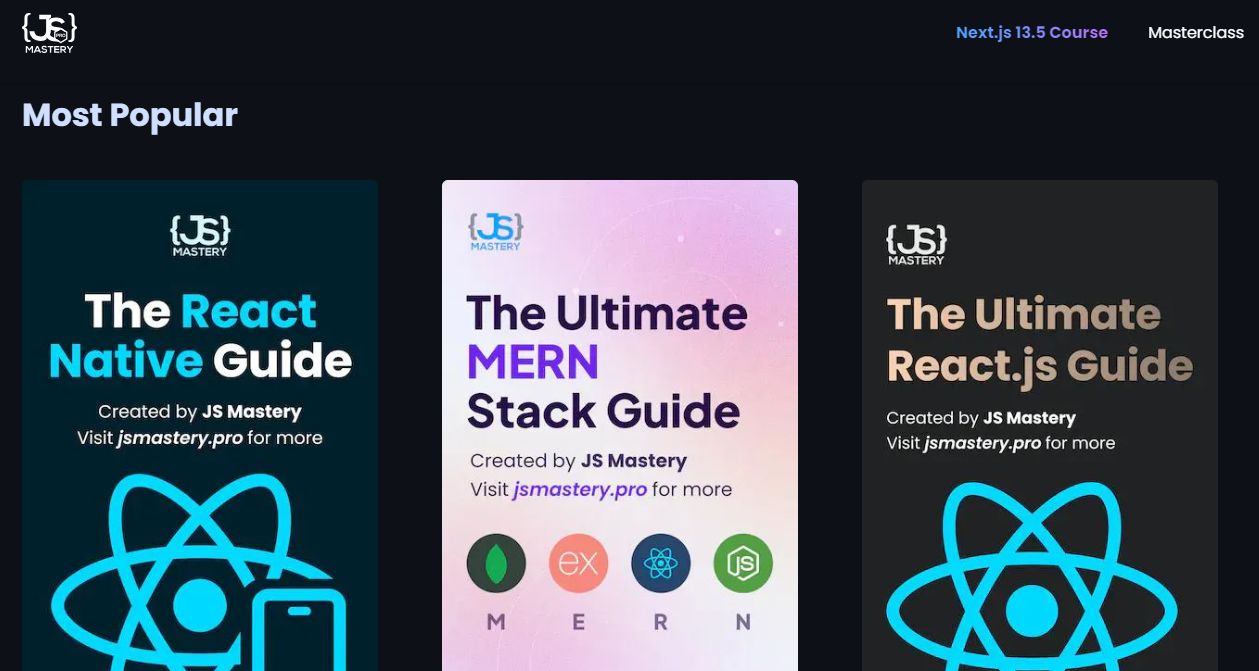 {JS}
PRO
MASTERY
Next.js 13.5 Course
Masterclass
Most Popular
{JS}
MASTERY
The React
Native Guide
Created by JS Mastery
Visit jsmastery.pro for more
{JS}
MASTERY
The Ultimate
MERN
Stack Guide
Created by JS Mastery
Visit jsmastery.pro for more
ex
JS
M E R N
{JS}
MASTERY
The Ultimate
React.js Guide
Created by JS Mastery
Visit jsmastery.pro for more